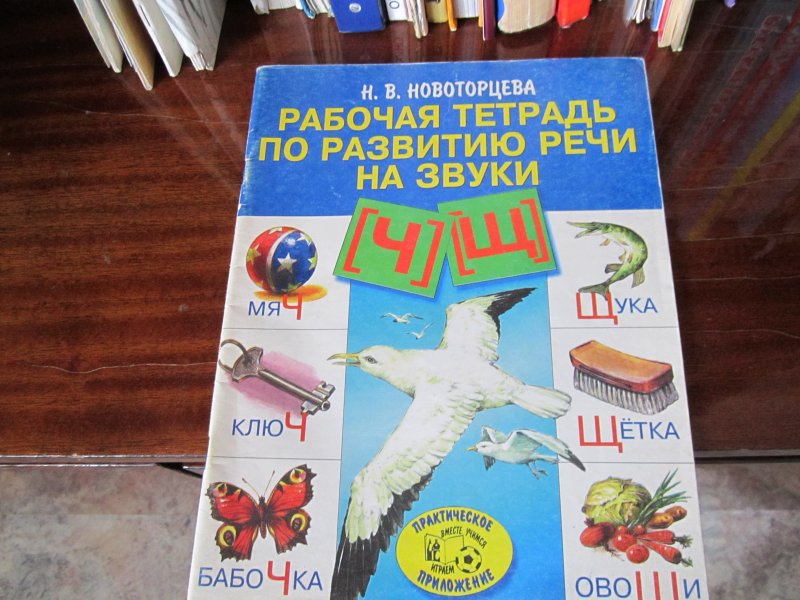 Н. В. НОВОТОРЦЕВА
РАБОЧАЯ ТЕТРАДЬ
ПО РАЗВИТИЮ РЕЧИ
НА ЗВУКИ
[Ч] [Щ]
МЯЧ
ЩУКА
КЛЮЧ
ЩЁТКА
БАБОЧКА
ОВОЩИ
ПРАКТИЧЕСКОЕ
ВМЕСТЕ УЧИМСЯ
ИГРАЕМ
ПРИЛОЖЕНИЕ